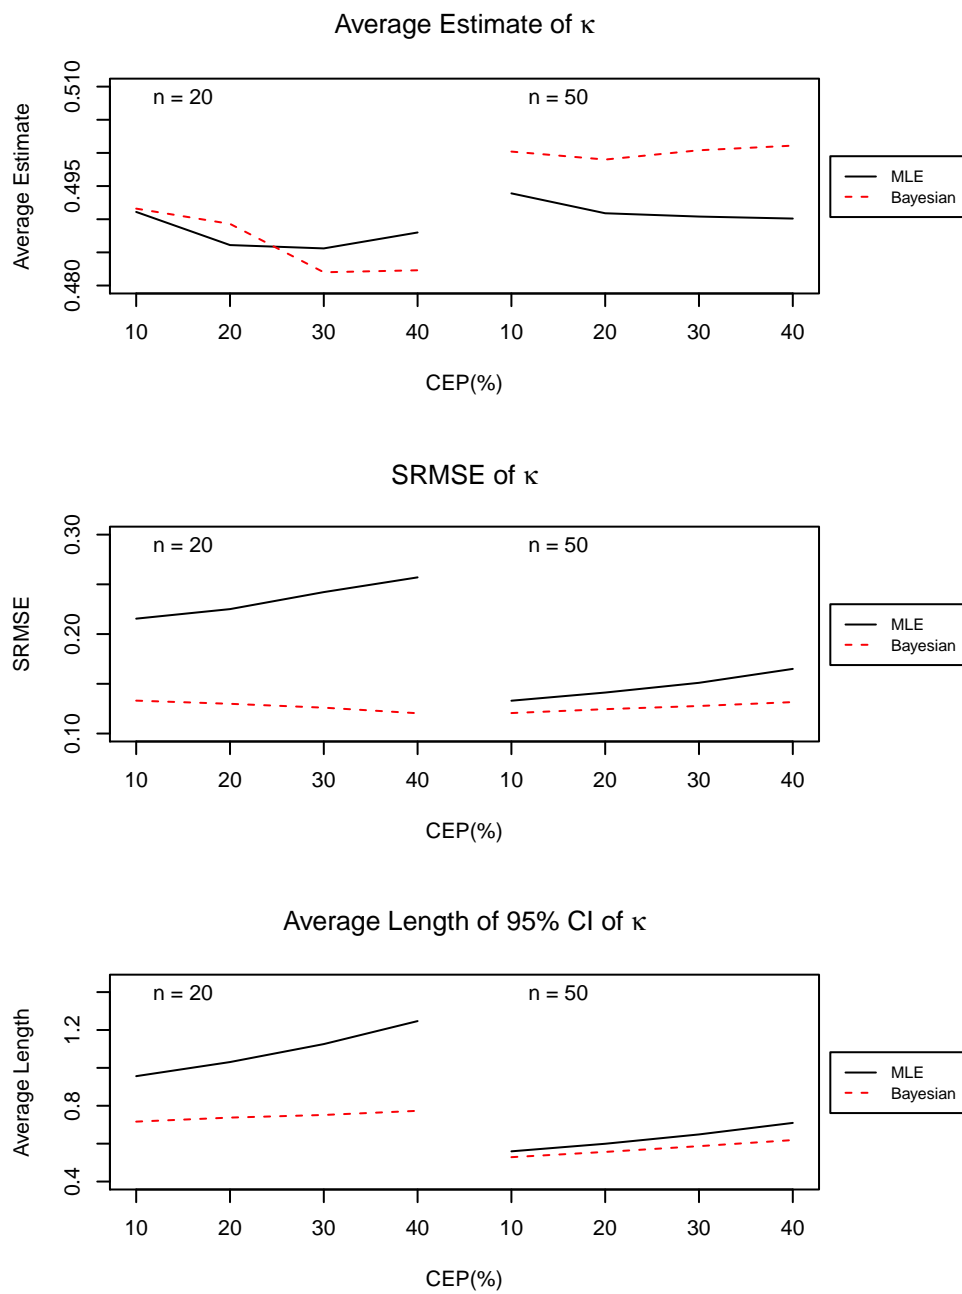 Average Estimate of κ
n = 20
n = 50
Average Estimate
0.510
0.495
0.480
10 20 30 40 10 20 30 40
CEP(%)
MLE
Bayesian
SRMSE of κ
n = 20
n = 50
SRMSE
0.30
0.20
0.10
10 20 30 40 10 20 30 40
CEP(%)
MLE
Bayesian
Average Length of 95% CI of κ
n = 20
n = 50
Average Length
1.2
0.8
0.4
10 20 30 40 10 20 30 40
CEP(%)
MLE
Bayesian